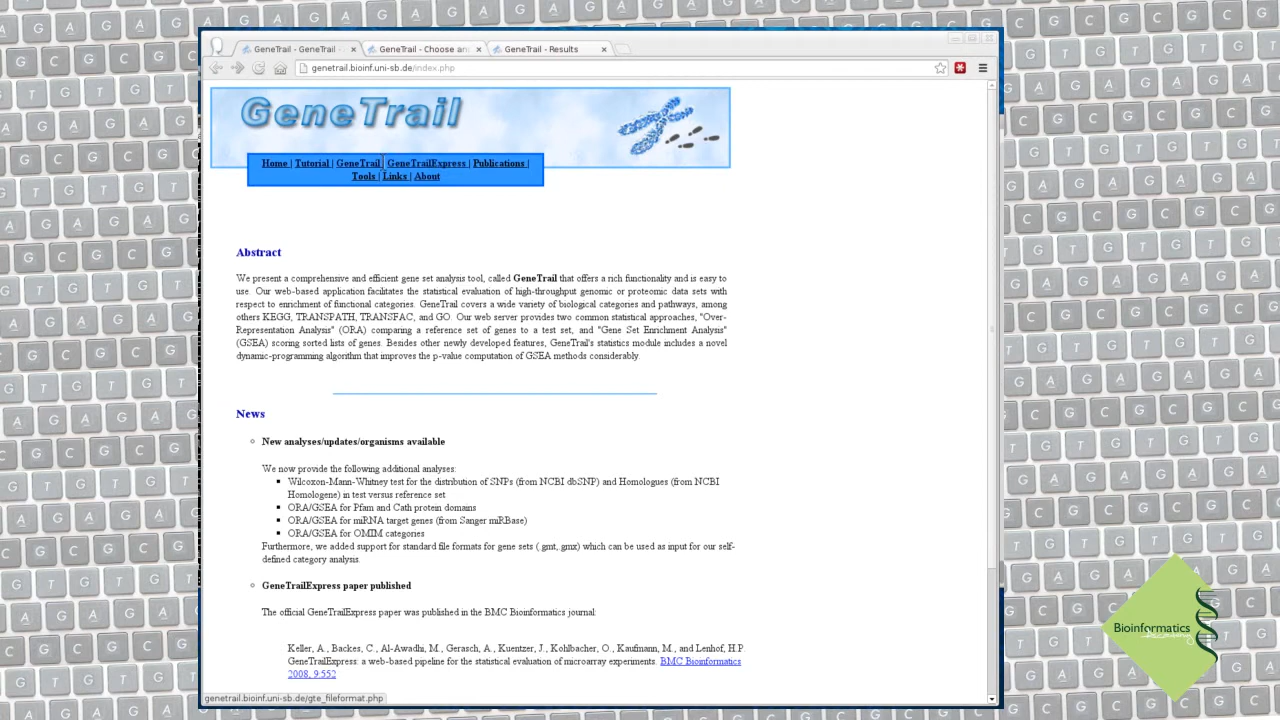 GeneTrail - GeneTrail -
GeneTrail - Choose an
GeneTrail - Results
genetrail.bioinf.uni-sb.de/index.php
GeneTrail
Home | Tutorial | GeneTrail | GeneTrailExpress | Publications |
Tools | Links | About
Abstract
We present a comprehensive and efficient gene set analysis tool, called GeneTrail that offers a rich functionality and is easy to
use. Our web-based application facilitates the statistical evaluation of high-throughput genomic or proteomic data sets with
respect to enrichment of functional categories. GeneTrail covers a wide variety of biological categories and pathways, among
others KEGG, TRANSPATH, TRANSFAC, and GO. Our web server provides two common statistical approaches, "Over-
Representation Analysis" (ORA) comparing a reference set of genes to a test set, and "Gene Set Enrichment Analysis"
(GSEA) scoring sorted lists of genes. Besides other newly developed features, GeneTrail's statistics module includes a novel
dynamic-programming algorithm that improves the p-value computation of GSEA methods considerably.
News
New analyses/updates/organisms available
We now provide the following additional analyses:
Wilcoxon-Mann-Whitney test for the distribution of SNPs (from NCBI dbSNP) and Homologues (from NCBI
Homologene) in test versus reference set
ORA/GSEA for Pfam and Cath protein domains
ORA/GSEA for miRNA target genes (from Sanger miRBase)
ORA/GSEA for OMIM categories
Furthermore, we added support for standard file formats for gene sets (.gmt, gmx) which can be used as input for our self-
defined category analysis.
GeneTrailExpress paper published
The official GeneTrailExpress paper was published in the BMC Bioinformatics journal:
Keller, A., Backes, C., Al-Awadhi, M., Gerasch, A., Kuentzer, J., Kohlbacher, O., Kaufmann, M., and Lenhof, H.P.
GeneTrailExpress: a web-based pipeline for the statistical evaluation of microarray experiments. BMC Bioinformatics
2008, 9:552
genetrail.bioinf.uni-sb.de/gte_fileformat.php
Bioinformatics